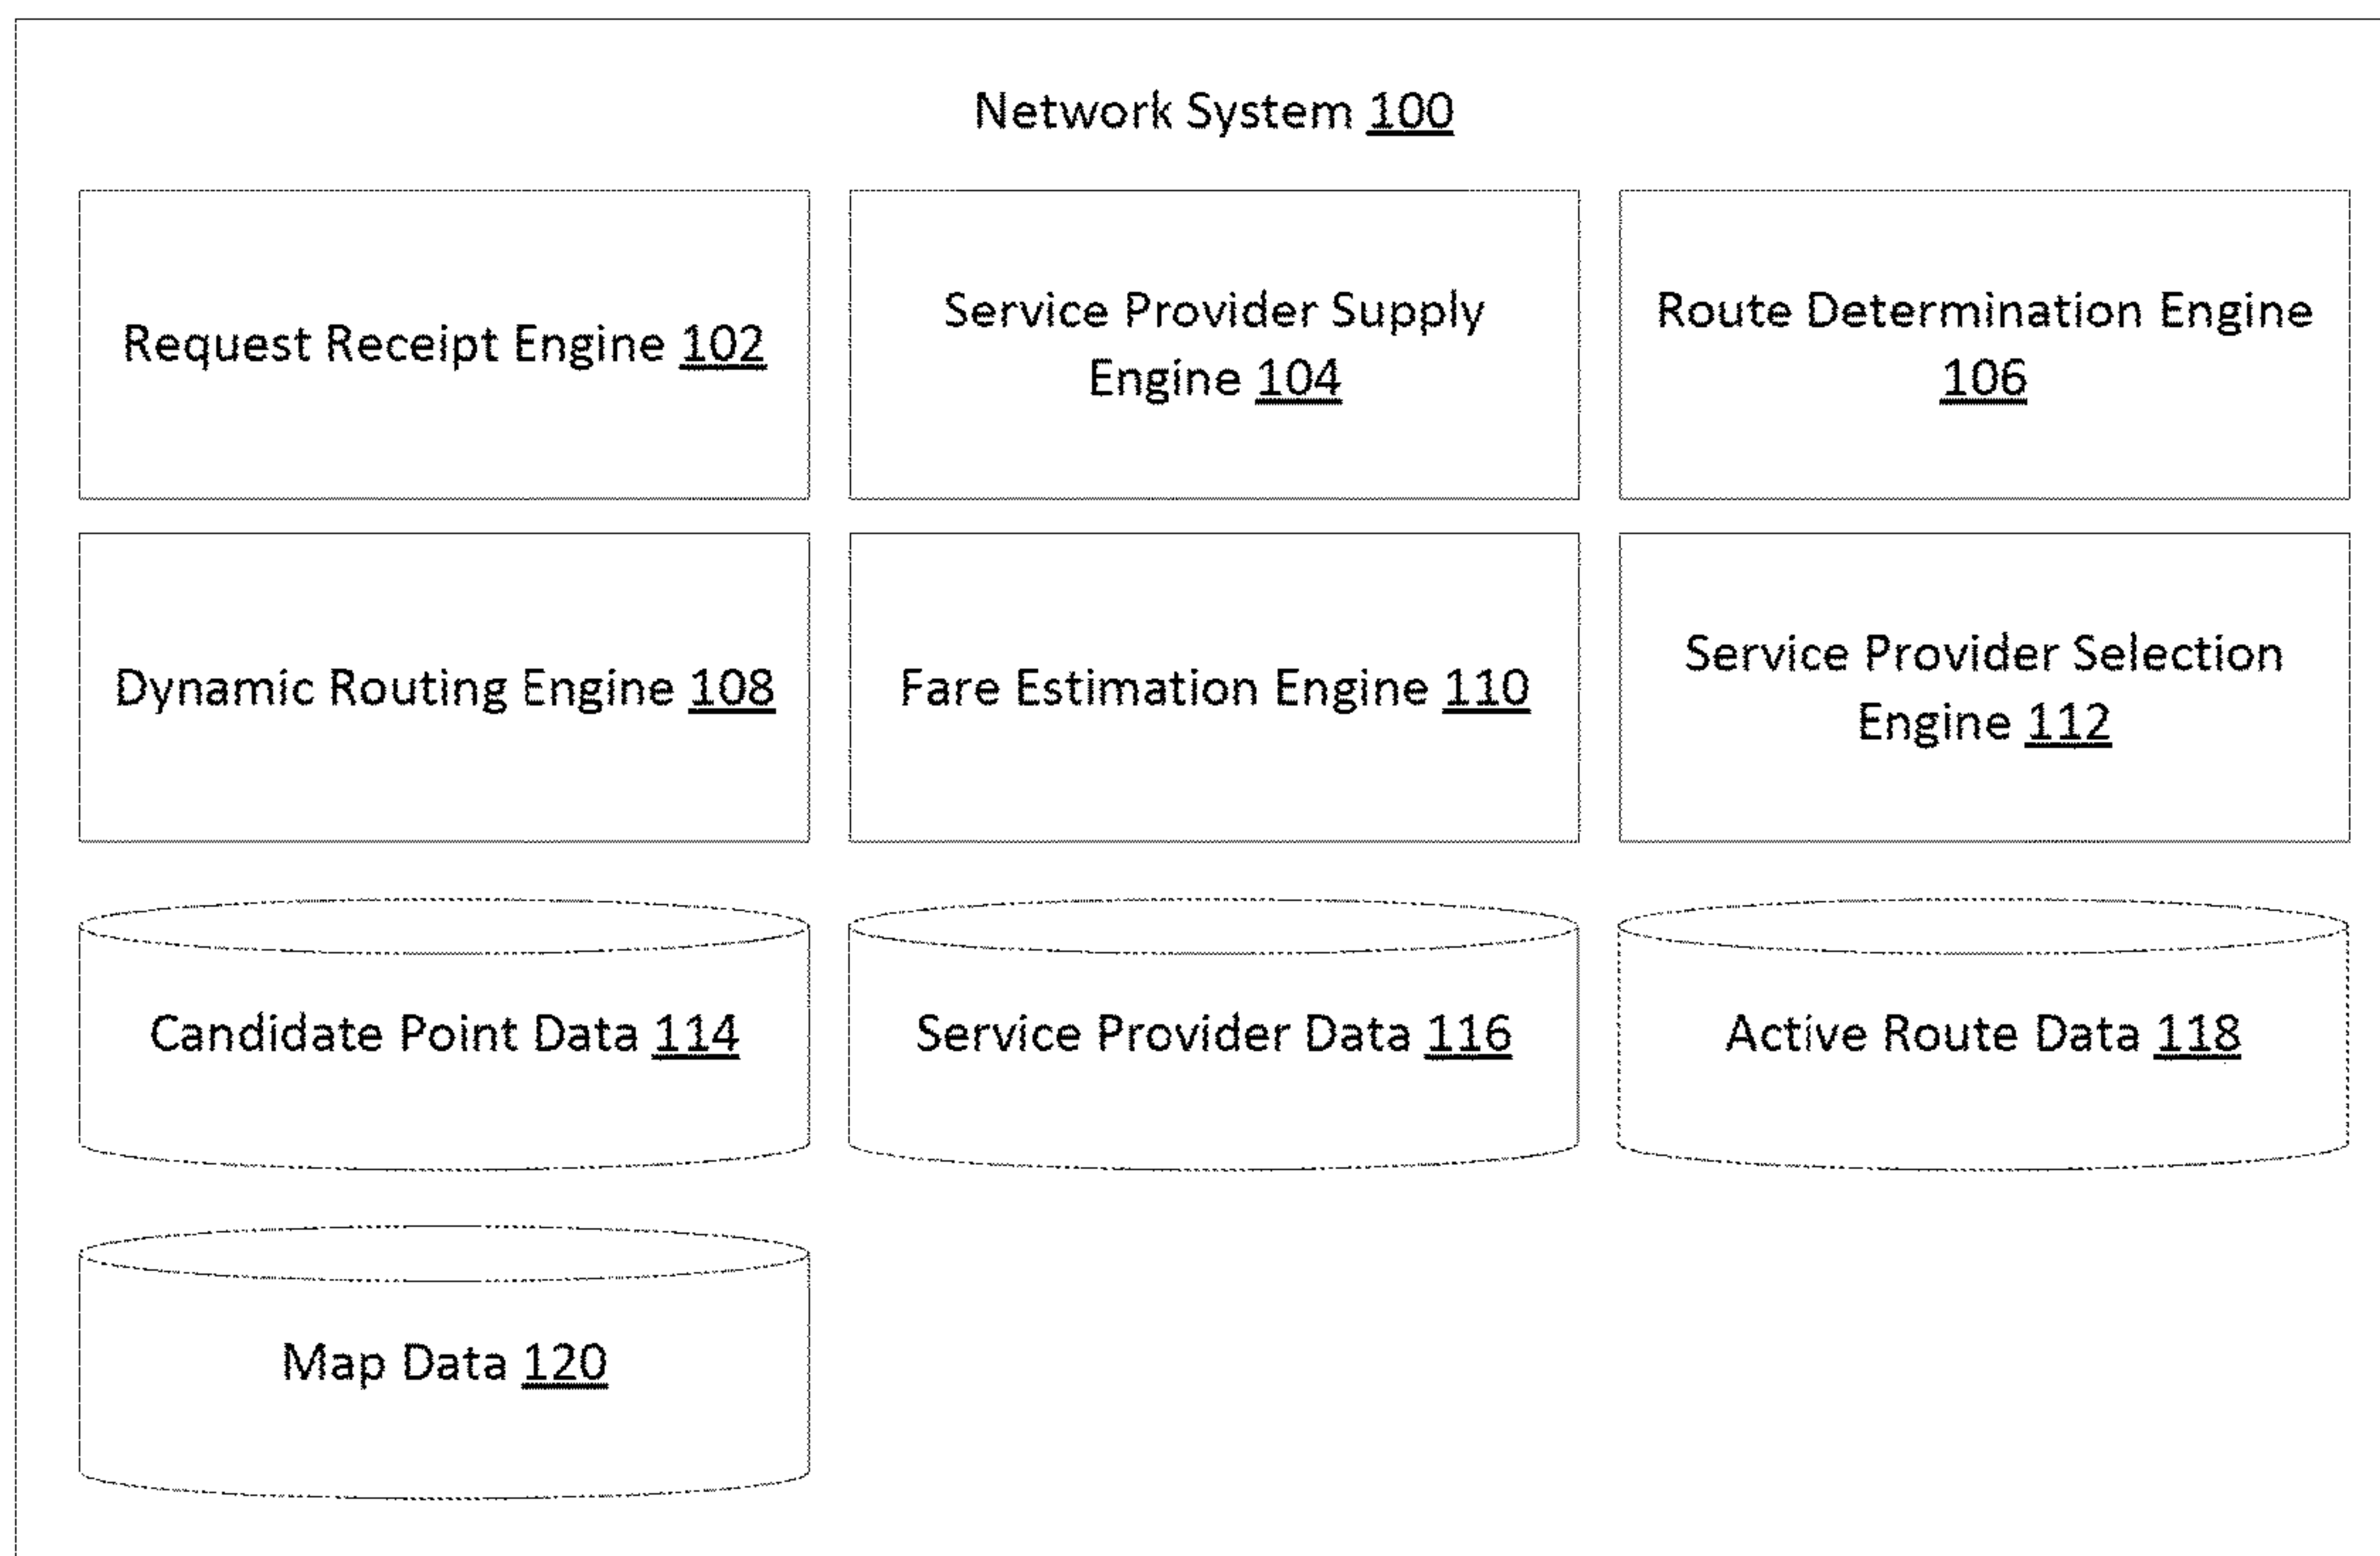 Network System 100
Request Receipt Engine 102
Service Provider Supply
Engine 104
Route Determination Engine
106
Dynamic Routing Engine 108
Fare Estimation Engine 110
Service Provider Selection
Engine 112
Candidate Point Data 114
Service Provider Data 116
Active Route Data 118
Map Data 120